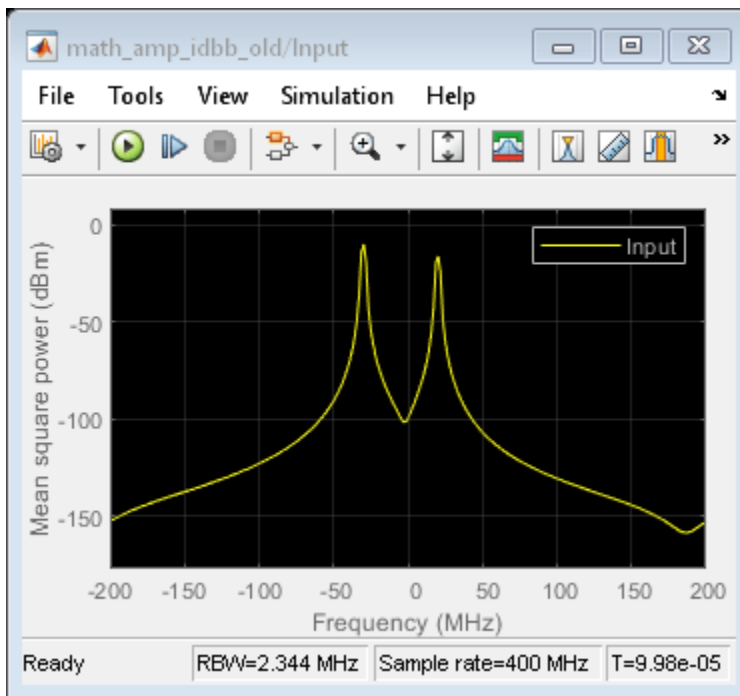 math_amp_idbb_old/Input
File Tools View Simulation Help
Input
Mean square power (dBm)
0
-50
-100
-150
-200 -150 -100 -50 0 50 100 150 200
Frequency (MHz)
Ready RBW=2.344 MHz Sample rate=400 MHz T=9.98e-05